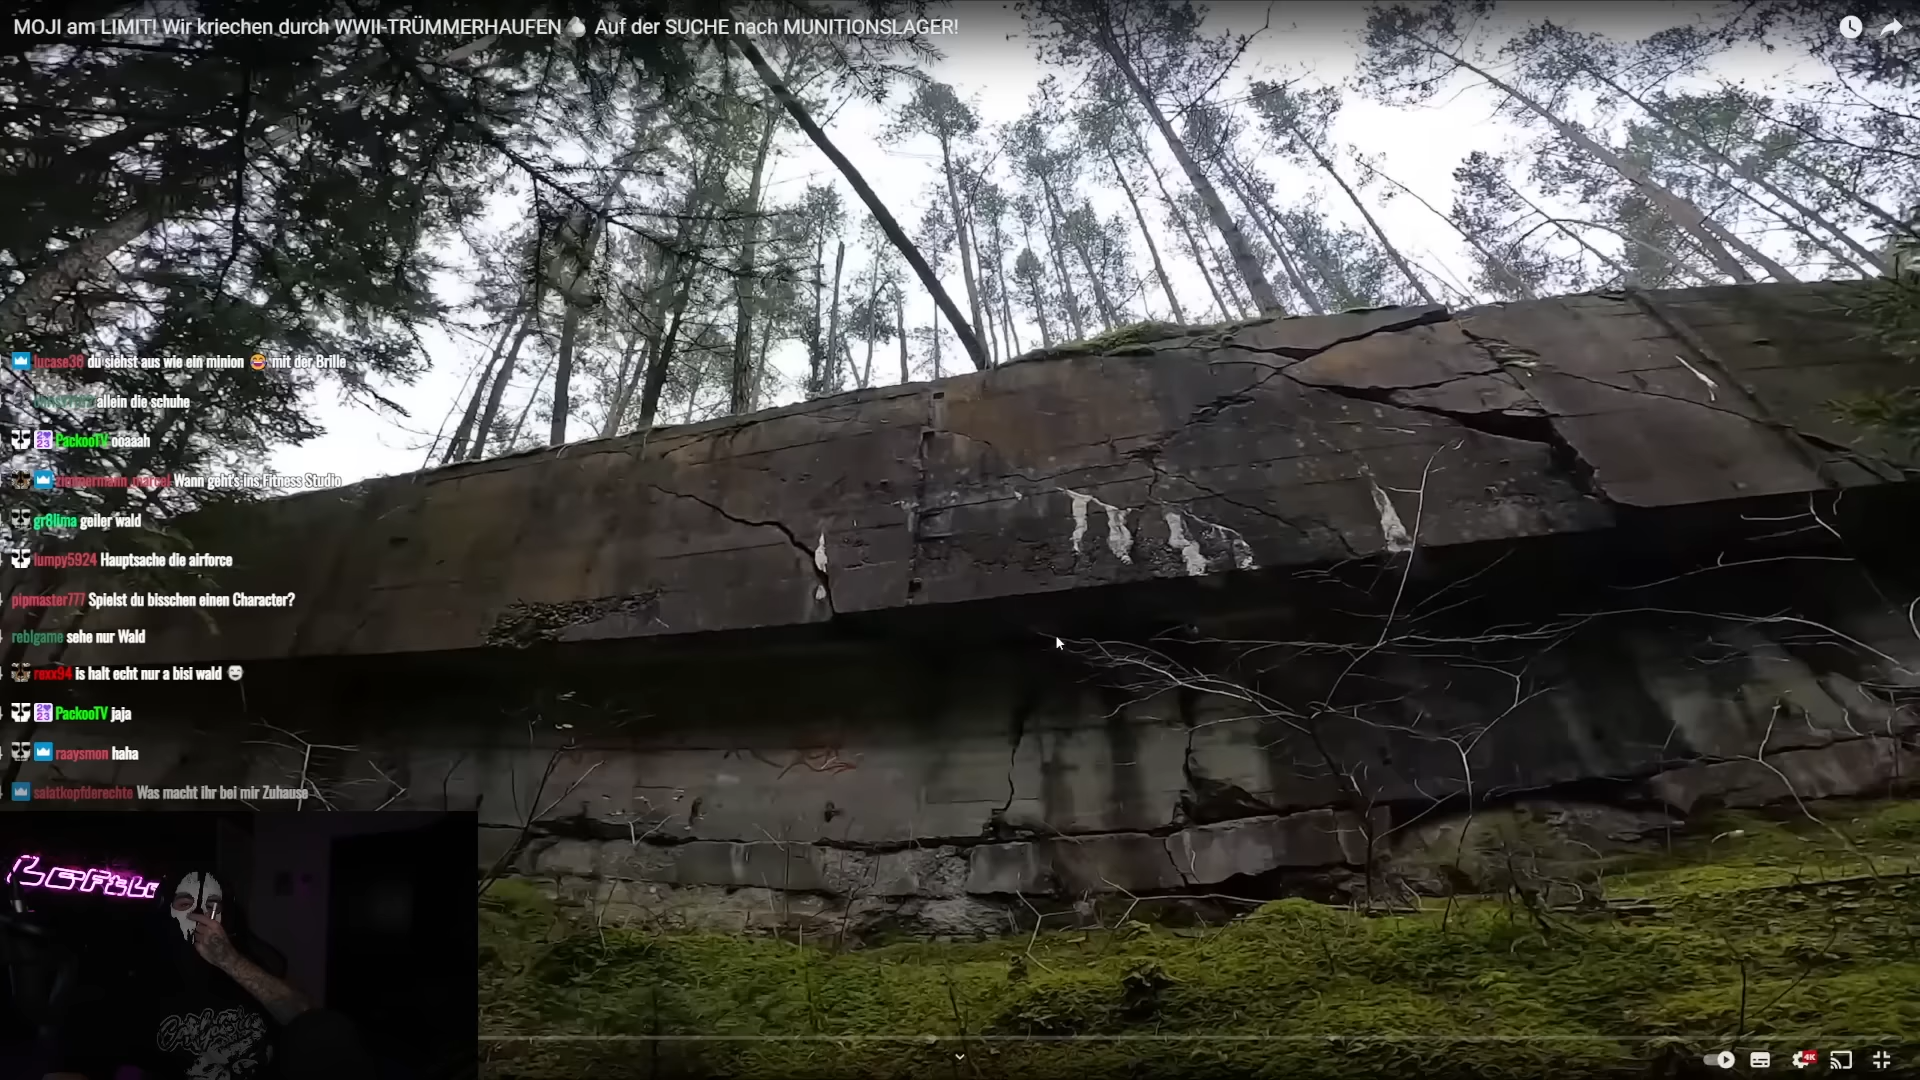 MOJI am LIMIT! Wir kriechen durch WWII-TRÜMMERHAUFEN 💧 Auf der SUCHE nach MUNITIONSLAGER!
lucase36 du siehst aus wie ein minion 😄 mit der Brille
allein die schuhe
PackooTV ooaaah
zimmermann_marcel Wann geht's ins Fitness Studio
gr8lima geiler wald
lumpy5924 Hauptsache die airforce
pipmaster777 Spielst du bisschen einen Character?
reblgame sehe nur Wald
roxx94 is halt echt nur a bisi wald
PackooTV jaja
raaysmon haha
salatkopfderechte Was macht ihr bei mir Zuhause
4K